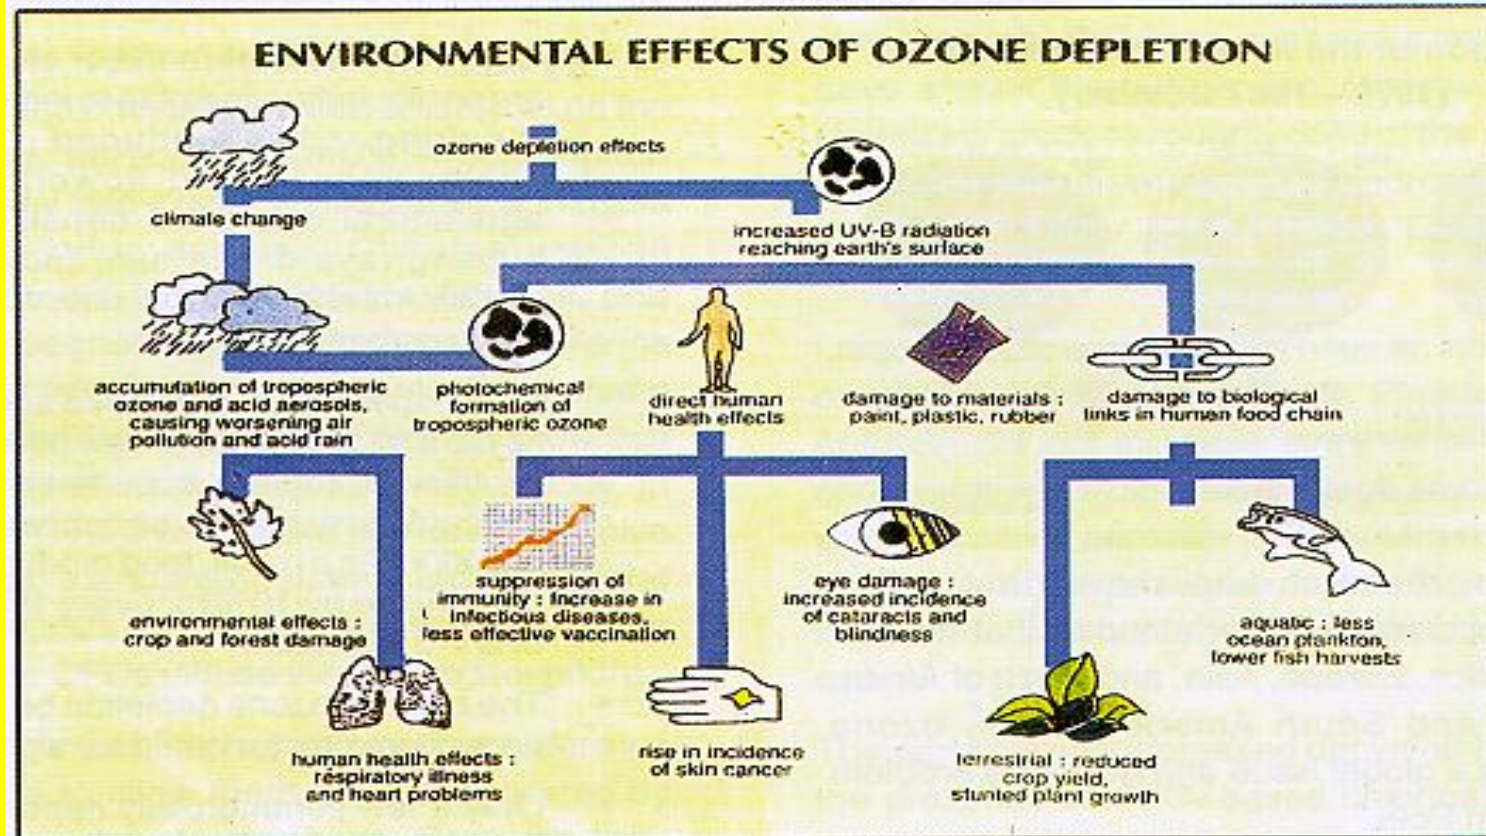 ENVIRONMENTAL EFFECTS OF OZONE DEPLETION
ozone depletion effects
climate change
increased UV-B radiation
reaching earth's surface
accumulation of tropospheric
ozone and acid aerosols,
causing worsening air
pollution and acid rain
photochemical
formation of
tropospheric ozone
direct human
health effects
damage to materials :
paint, plastic, rubber
damage to biological
links in human food chain
environmental effects :
crop and forest damage
suppression of
immunity : Increase in
infectious diseases,
less effective vaccination
eye damage :
increased incidence
of cataracts and
blindness
aquatic : less
ocean plankton,
lower fish harvests
human health effects :
respiratory illness
and heart problems
rise in incidence
of skin cancer
terrestrial : reduced
crop yield,
stunted plant growth